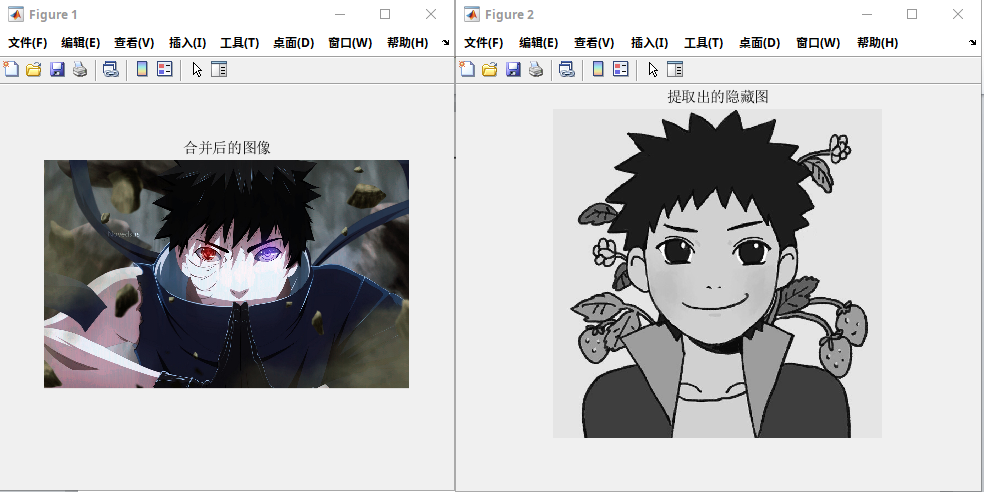 Figure 1
文件(F) 编辑(E) 查看(V) 插入(I) 工具(T) 桌面(D) 窗口(W) 帮助(H)
合并后的图像
Figure 2
文件(F) 编辑(E) 查看(V) 插入(I) 工具(T) 桌面(D) 窗口(W) 帮助(H)
提取出的隐藏图